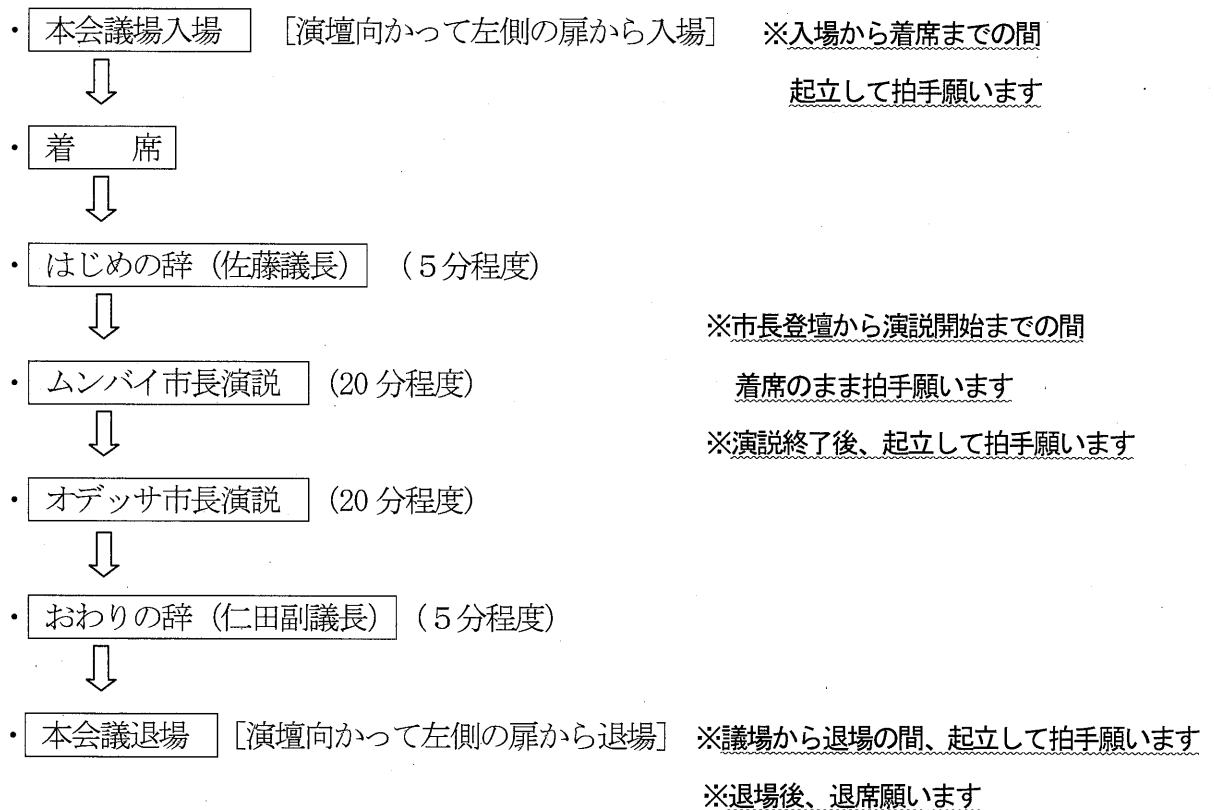 ・本会議場入場 [演壇向かって左側の扉から入場] ※入場から着席までの間
起立して拍手願います
・着　　席
・はじめの辞（佐藤議長）（５分程度）
※市長登壇から演説開始までの間
・ムンバイ市長演説（20 分程度） 着席のまま拍手願います
※演説終了後、起立して拍手願います
・オデッサ市長演説（20 分程度）
・おわりの辞（仁田副議長）（５分程度）
・本会議退場 [演壇向かって左側の扉から退場] ※議場から退場の間、起立して拍手願います
※退場後、退席願います